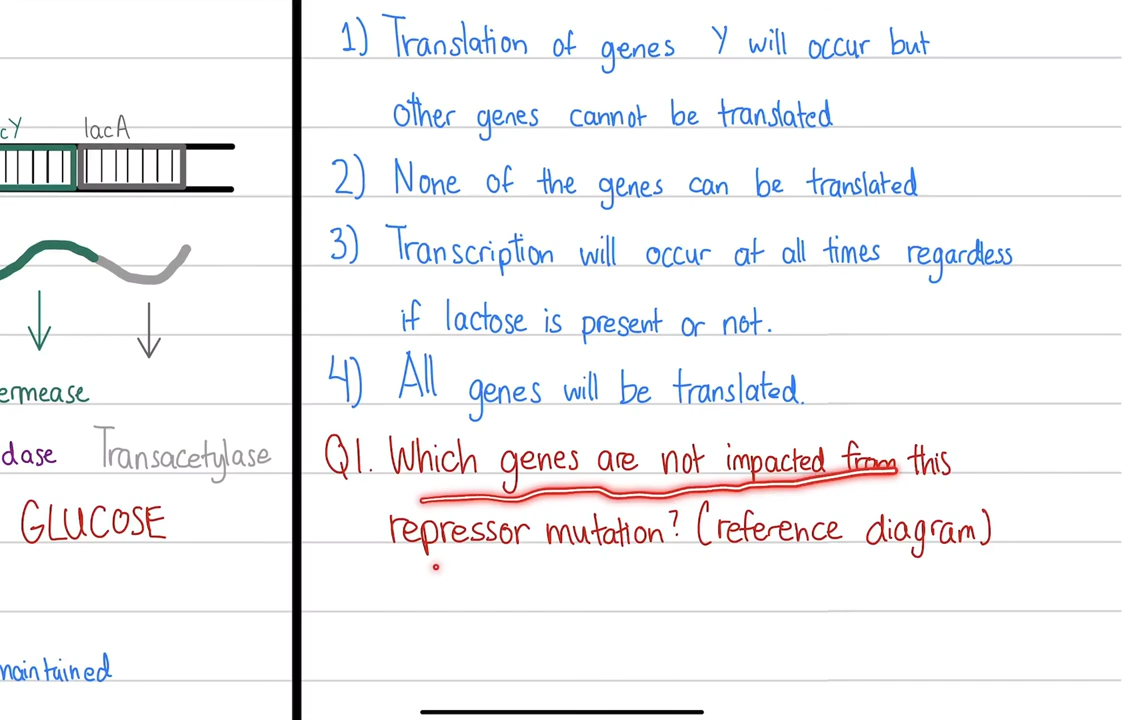 cY lacA
ermease
dase Transacetylase
GLUCOSE
maintained
1) Translation of genes Y will occur but
other genes cannot be translated
2) None of the genes can be translated
3) Transcription will occur at all times regardless
if lactose is present or not.
4) All genes will be translated.
Q1. Which genes are not impacted from this
repressor mutation? (reference diagram)